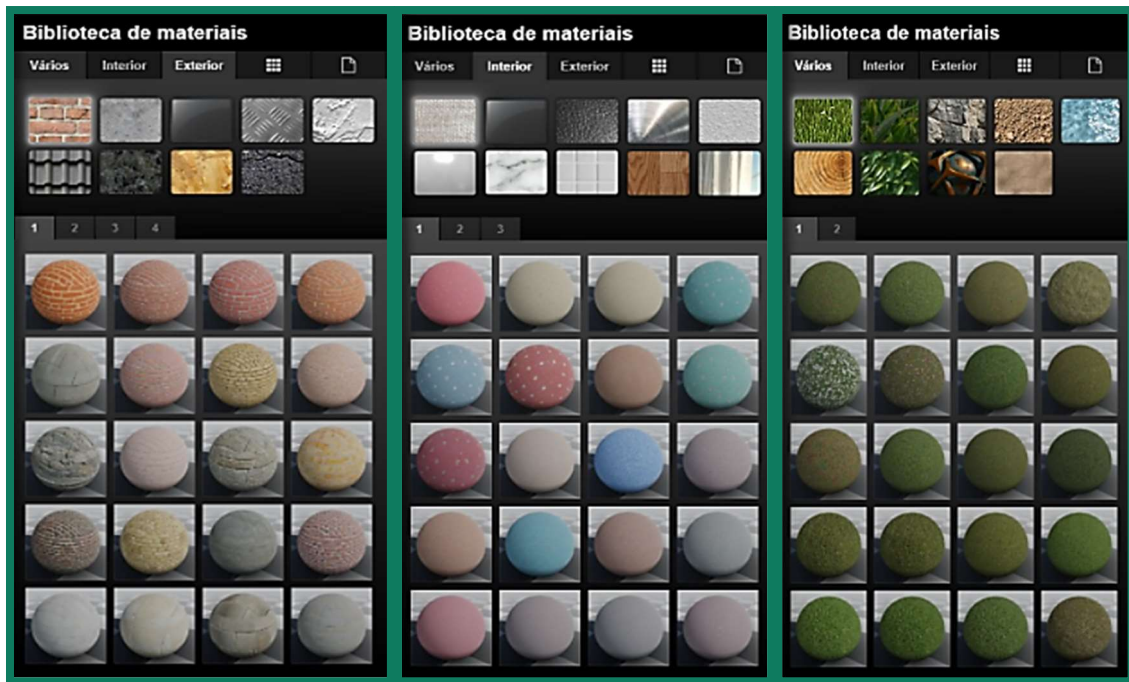 Biblioteca de materiais
Vários Interior Exterior
1 2 3 4
Biblioteca de materiais
Vários Interior Exterior
1 2 3
Biblioteca de materiais
Vários Interior Exterior
1 2